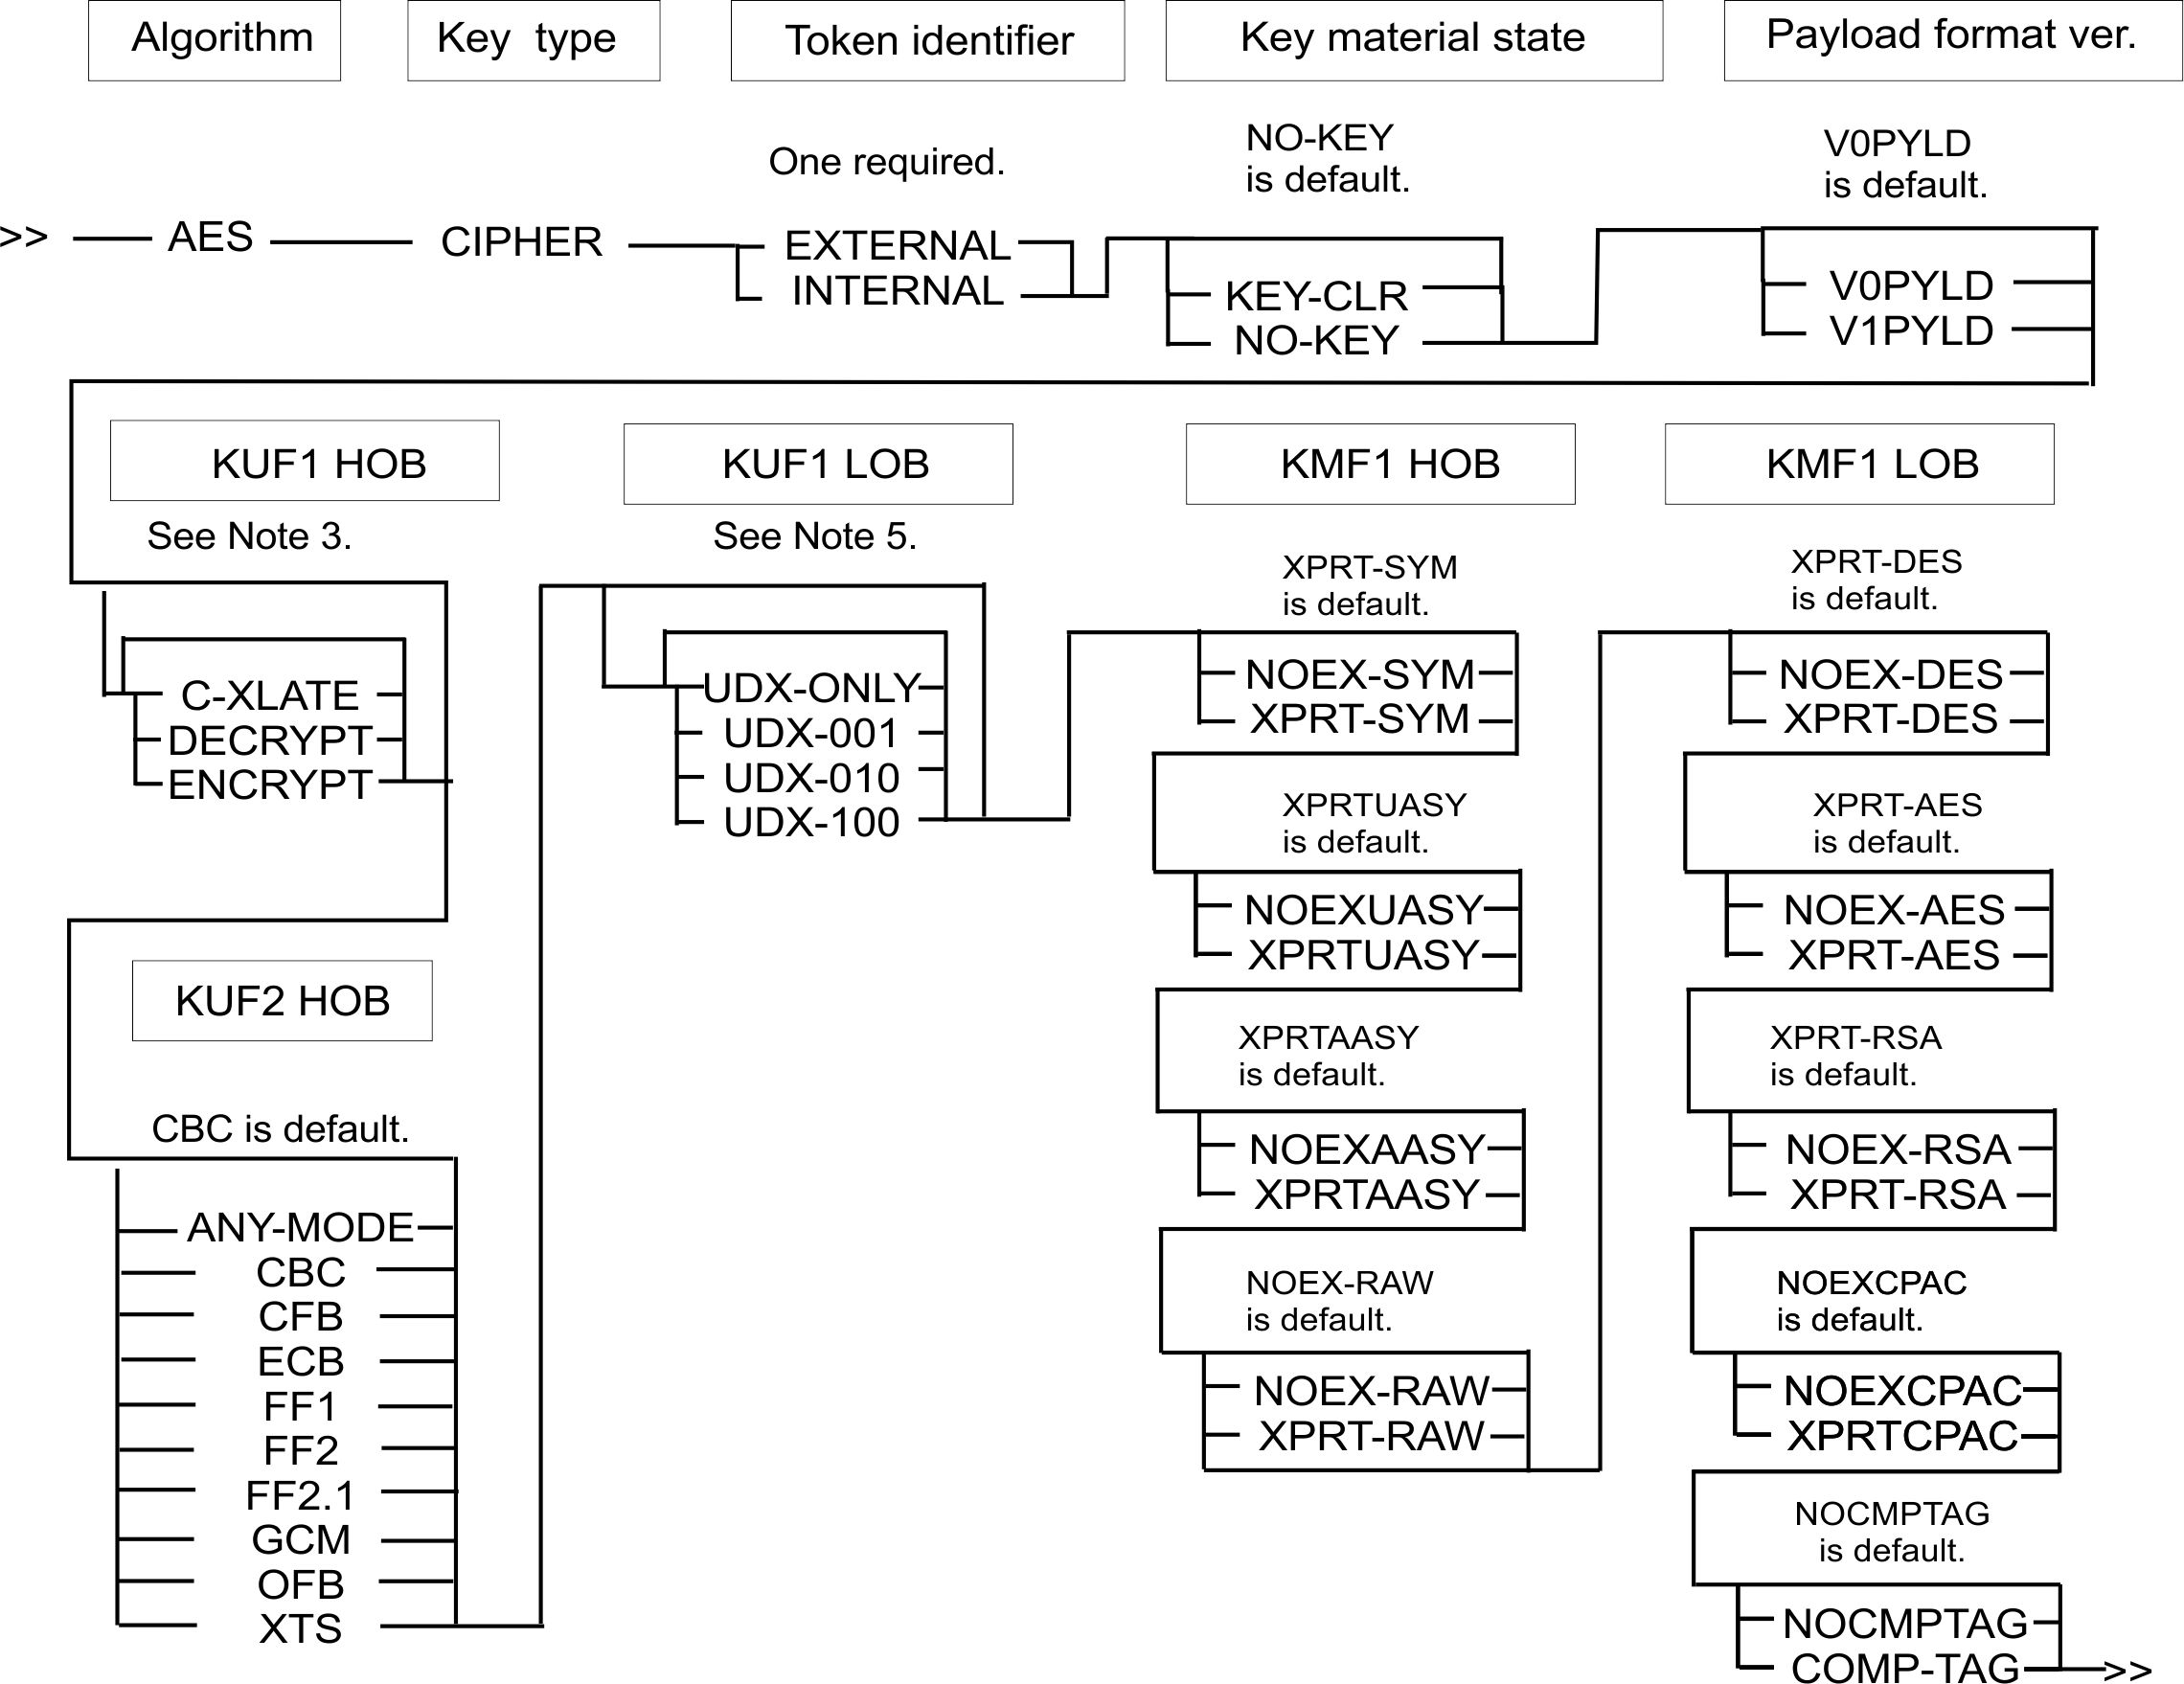 Algorithm
Key type
Token identifier
Key material state
Payload format ver.
One required.
NO-KEY
is default.
V0PYLD
is default.
>>
AES
CIPHER
EXTERNAL
INTERNAL
KEY-CLR
NO-KEY
V0PYLD
V1PYLD
KUF1 HOB
See Note 3.
C-XLATE
DECRYPT
ENCRYPT
KUF2 HOB
CBC is default.
ANY-MODE
CBC
CFB
ECB
FF1
FF2
FF2.1
GCM
OFB
XTS
KUF1 LOB
See Note 5.
UDX-ONLY
UDX-001
UDX-010
UDX-100
KMF1 HOB
XPRT-SYM
is default.
NOEX-SYM
XPRT-SYM
XPRTUASY
is default.
NOEXUASY
XPRTUASY
XPRTAASY
is default.
NOEXAASY
XPRTAASY
NOEX-RAW
is default.
NOEX-RAW
XPRT-RAW
KMF1 LOB
XPRT-DES
is default.
NOEX-DES
XPRT-DES
XPRT-AES
is default.
NOEX-AES
XPRT-AES
XPRT-RSA
is default.
NOEX-RSA
XPRT-RSA
NOEXCPAC
is default.
NOEXCPAC
XPRTCPAC
NOCMPTAG
is default.
NOCMPTAG
COMP-TAG
>>